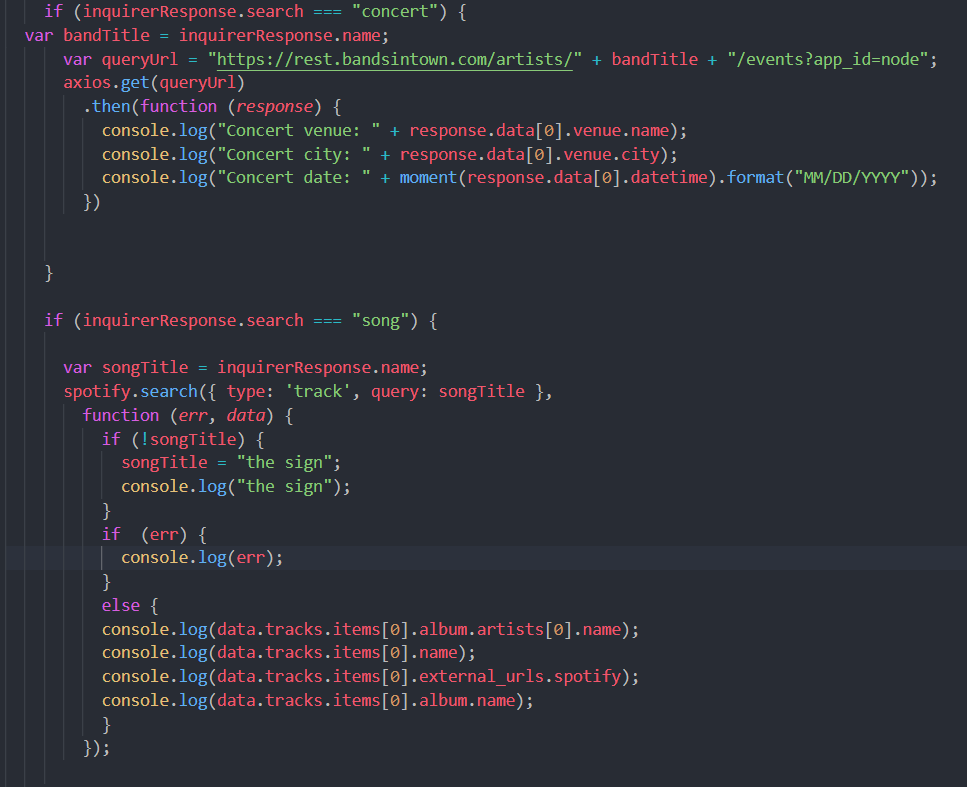 if (inquirerResponse.search === "concert") {
var bandTitle = inquirerResponse.name;
var queryUrl = "https://rest.bandsintown.com/artists/" + bandTitle + "/events?app_id=node";
axios.get(queryUrl)
.then(function (response) {
console.log("Concert venue: " + response.data[0].venue.name);
console.log("Concert city: " + response.data[0].venue.city);
console.log("Concert date: " + moment(response.data[0].datetime).format("MM/DD/YYYY"));
})
}
if (inquirerResponse.search === "song") {
var songTitle = inquirerResponse.name;
spotify.search({ type: 'track', query: songTitle },
function (err, data) {
if (!songTitle) {
songTitle = "the sign";
console.log("the sign");
}
if  (err) {
console.log(err);
}
else {
console.log(data.tracks.items[0].album.artists[0].name);
console.log(data.tracks.items[0].name);
console.log(data.tracks.items[0].external_urls.spotify);
console.log(data.tracks.items[0].album.name);
}
});